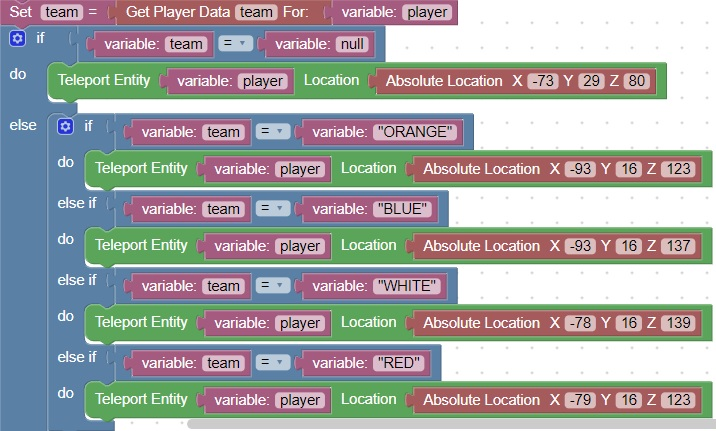 Set team = Get Player Data team For: variable: player
if variable: team = ▾ variable: null
do Teleport Entity variable: player Location Absolute Location X -73 Y 29 Z 80
else if variable: team = ▾ variable: "ORANGE"
do Teleport Entity variable: player Location Absolute Location X -93 Y 16 Z 123
else if variable: team = ▾ variable: "BLUE"
do Teleport Entity variable: player Location Absolute Location X -93 Y 16 Z 137
else if variable: team = ▾ variable: "WHITE"
do Teleport Entity variable: player Location Absolute Location X -78 Y 16 Z 139
else if variable: team = ▾ variable: "RED"
do Teleport Entity variable: player Location Absolute Location X -79 Y 16 Z 123